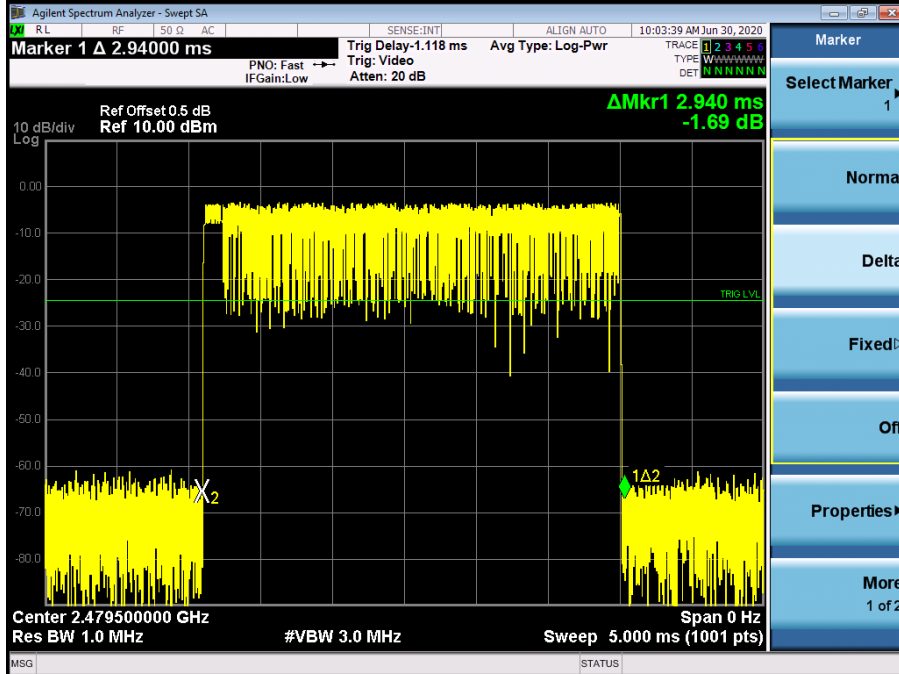 Agilent Spectrum Analyzer - Swept SA
LXI RL RF 50 Ω AC SENSE:INT ALIGN AUTO 10:03:39 AM Jun 30, 2020
Marker 1 Δ 2.94000 ms
PNO: Fast
IFGain:Low
Trig Delay-1.118 ms
Trig: Video
Atten: 20 dB
Avg Type: Log-Pwr
TRACE 1 2 3 4 5 6
TYPE WWWWWW
DET N N N N N N
ΔMkr1 2.940 ms
-1.69 dB
Ref Offset 0.5 dB
10 dB/div Ref 10.00 dBm
Log
0.00
-10.0
-20.0
TRIG LVL
-30.0
-40.0
-50.0
-60.0
1Δ2
X2
-70.0
-80.0
Center 2.479500000 GHz Span 0 Hz
Res BW 1.0 MHz #VBW 3.0 MHz Sweep 5.000 ms (1001 pts)
MSG STATUS
Marker
Select Marker
1
Norma
Delta
Fixed
Off
Properties
More
1 of 2